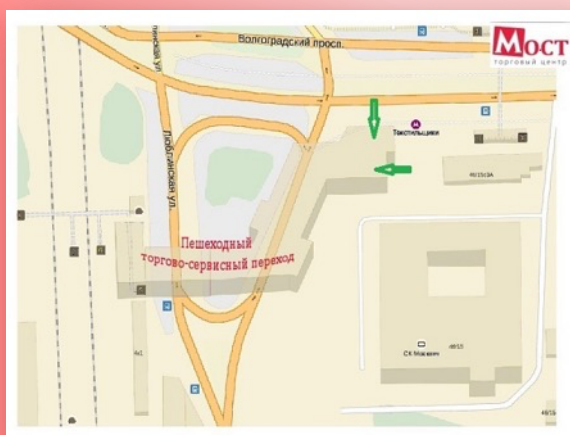 Мост
торговый центр
Волгоградский просп.
Люблинская ул.
Текстильщики
Пешеходный
торгово-сервисный переход
СК Москвич